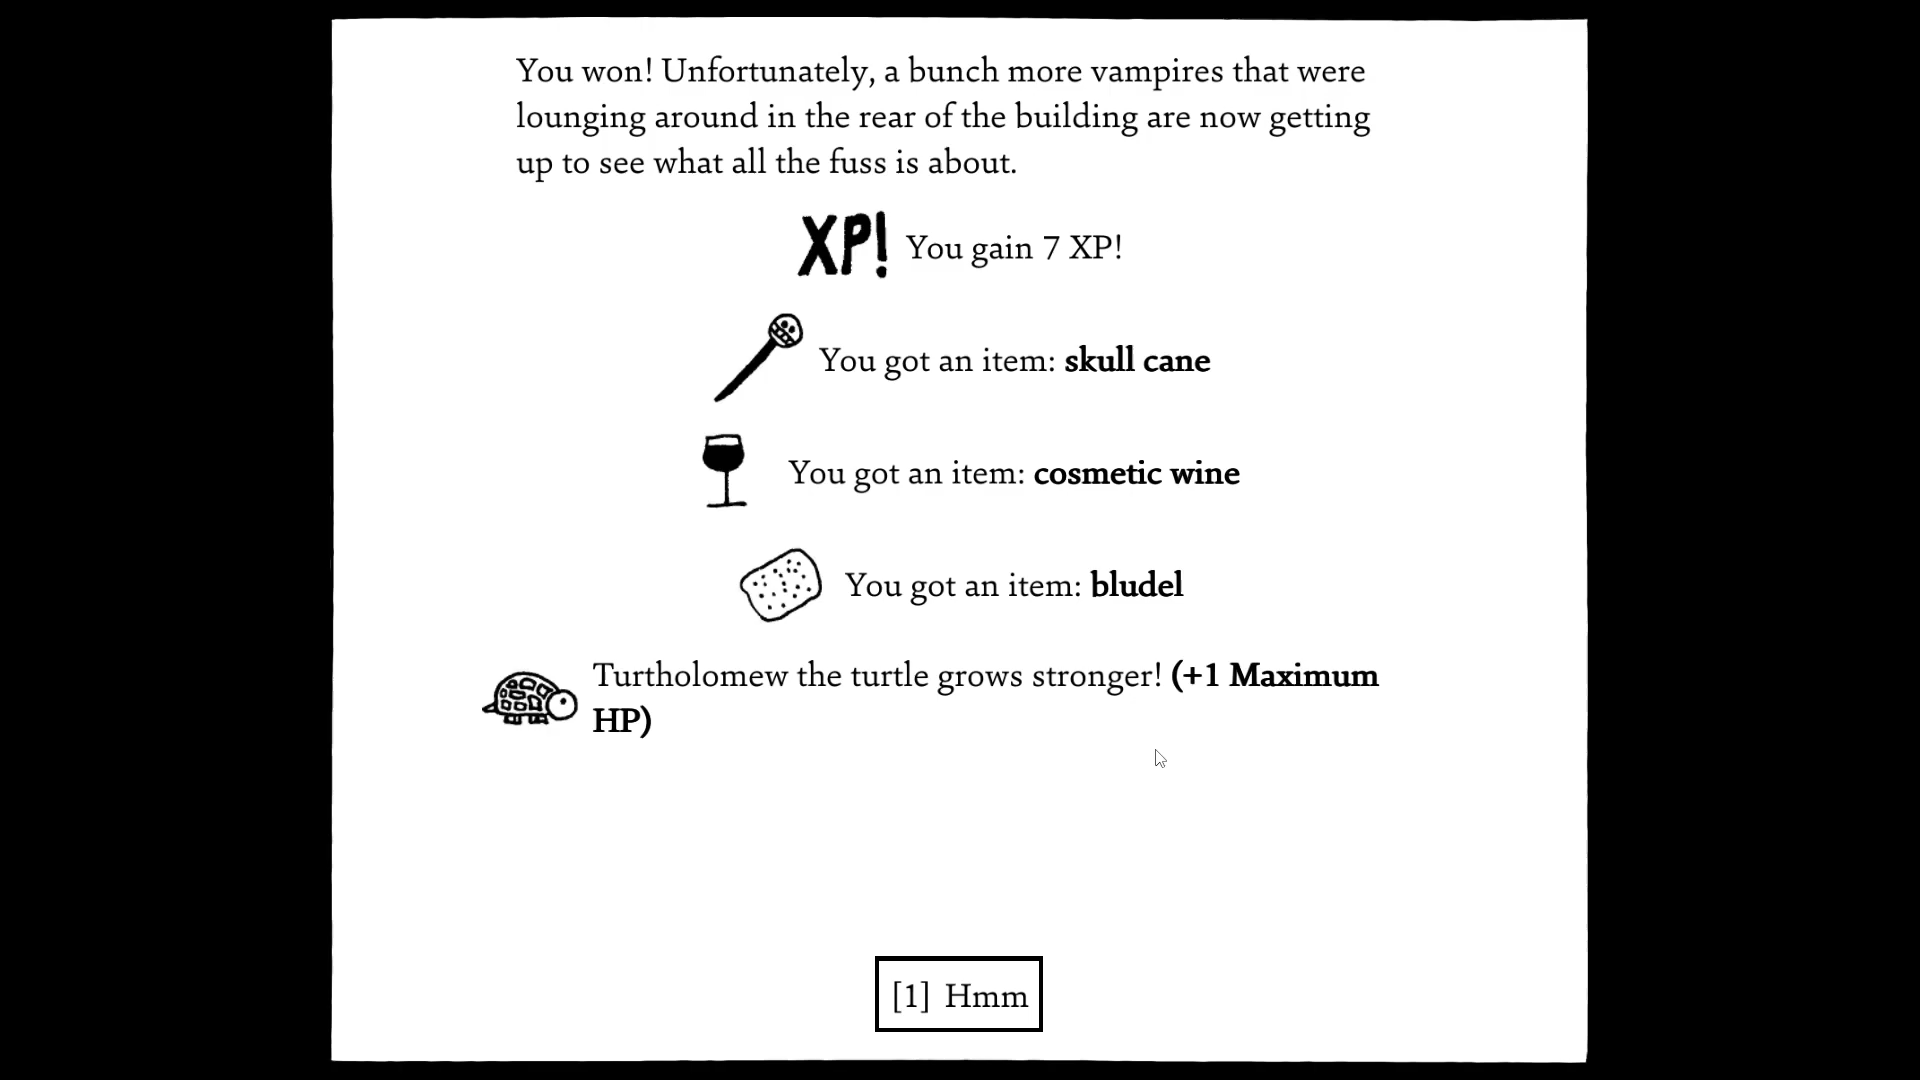 You won! Unfortunately, a bunch more vampires that were
lounging around in the rear of the building are now getting
up to see what all the fuss is about.
XP! You gain 7 XP!
You got an item: skull cane
You got an item: cosmetic wine
You got an item: bludel
Turtholomew the turtle grows stronger! (+1 Maximum
HP)
[1] Hmm